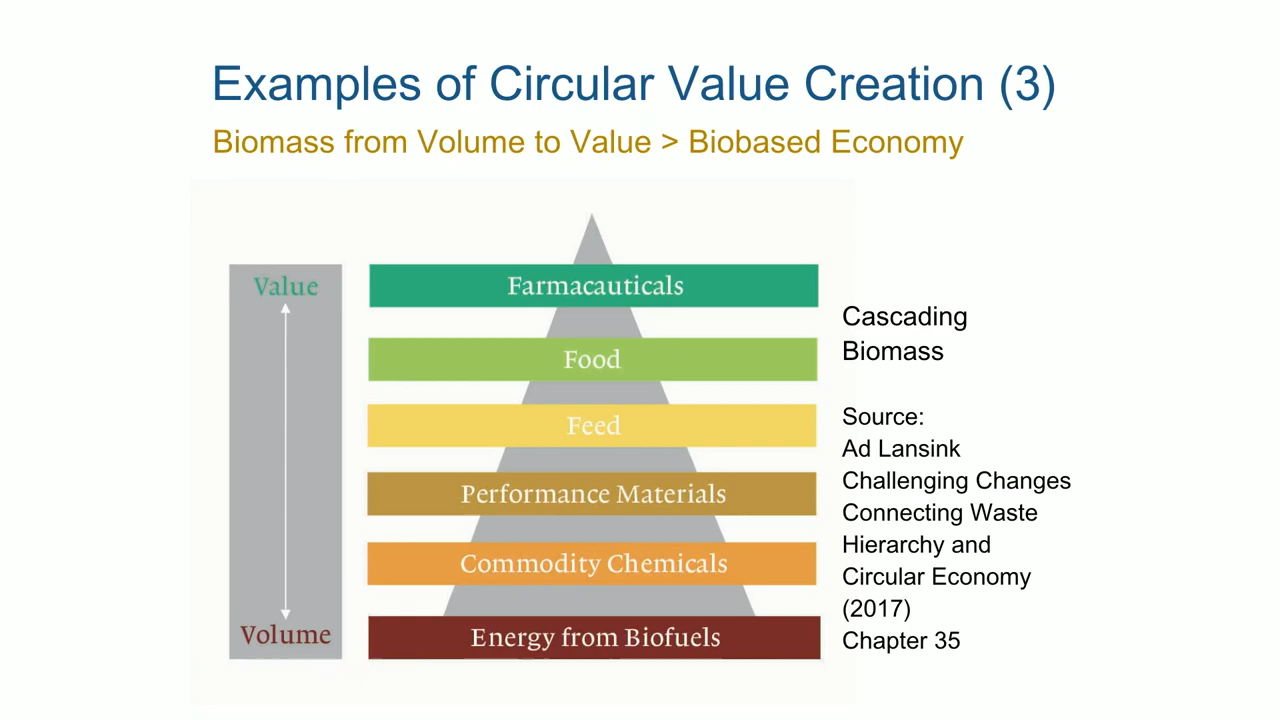 Examples of Circular Value Creation (3)
Biomass from Volume to Value > Biobased Economy
Value
Volume
Farmacauticals
Food
Feed
Performance Materials
Commodity Chemicals
Energy from Biofuels
Cascading
Biomass
Source:
Ad Lansink
Challenging Changes
Connecting Waste
Hierarchy and
Circular Economy
(2017)
Chapter 35